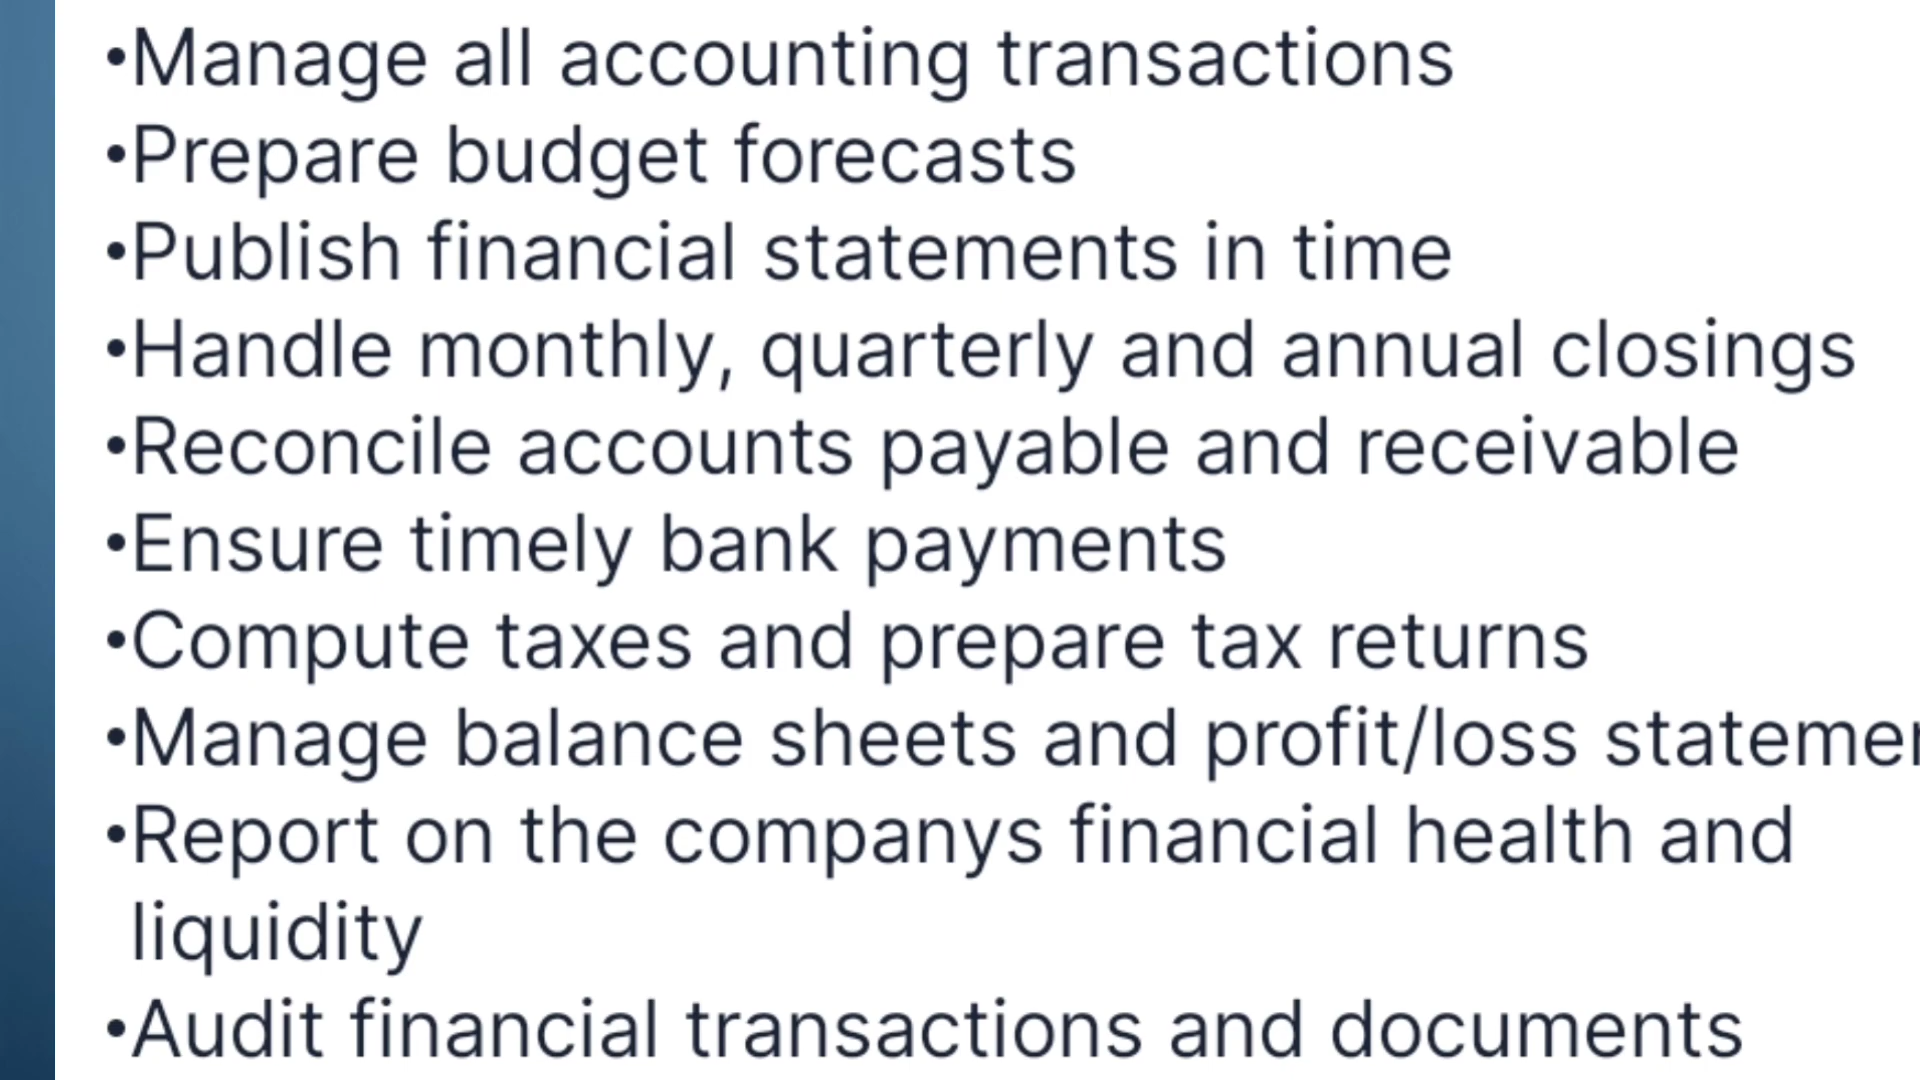 •Manage all accounting transactions
•Prepare budget forecasts
•Publish financial statements in time
•Handle monthly, quarterly and annual closings
•Reconcile accounts payable and receivable
•Ensure timely bank payments
•Compute taxes and prepare tax returns
•Manage balance sheets and profit/loss
•Report on the companys financial health and
liquidity
•Audit financial transactions and documents